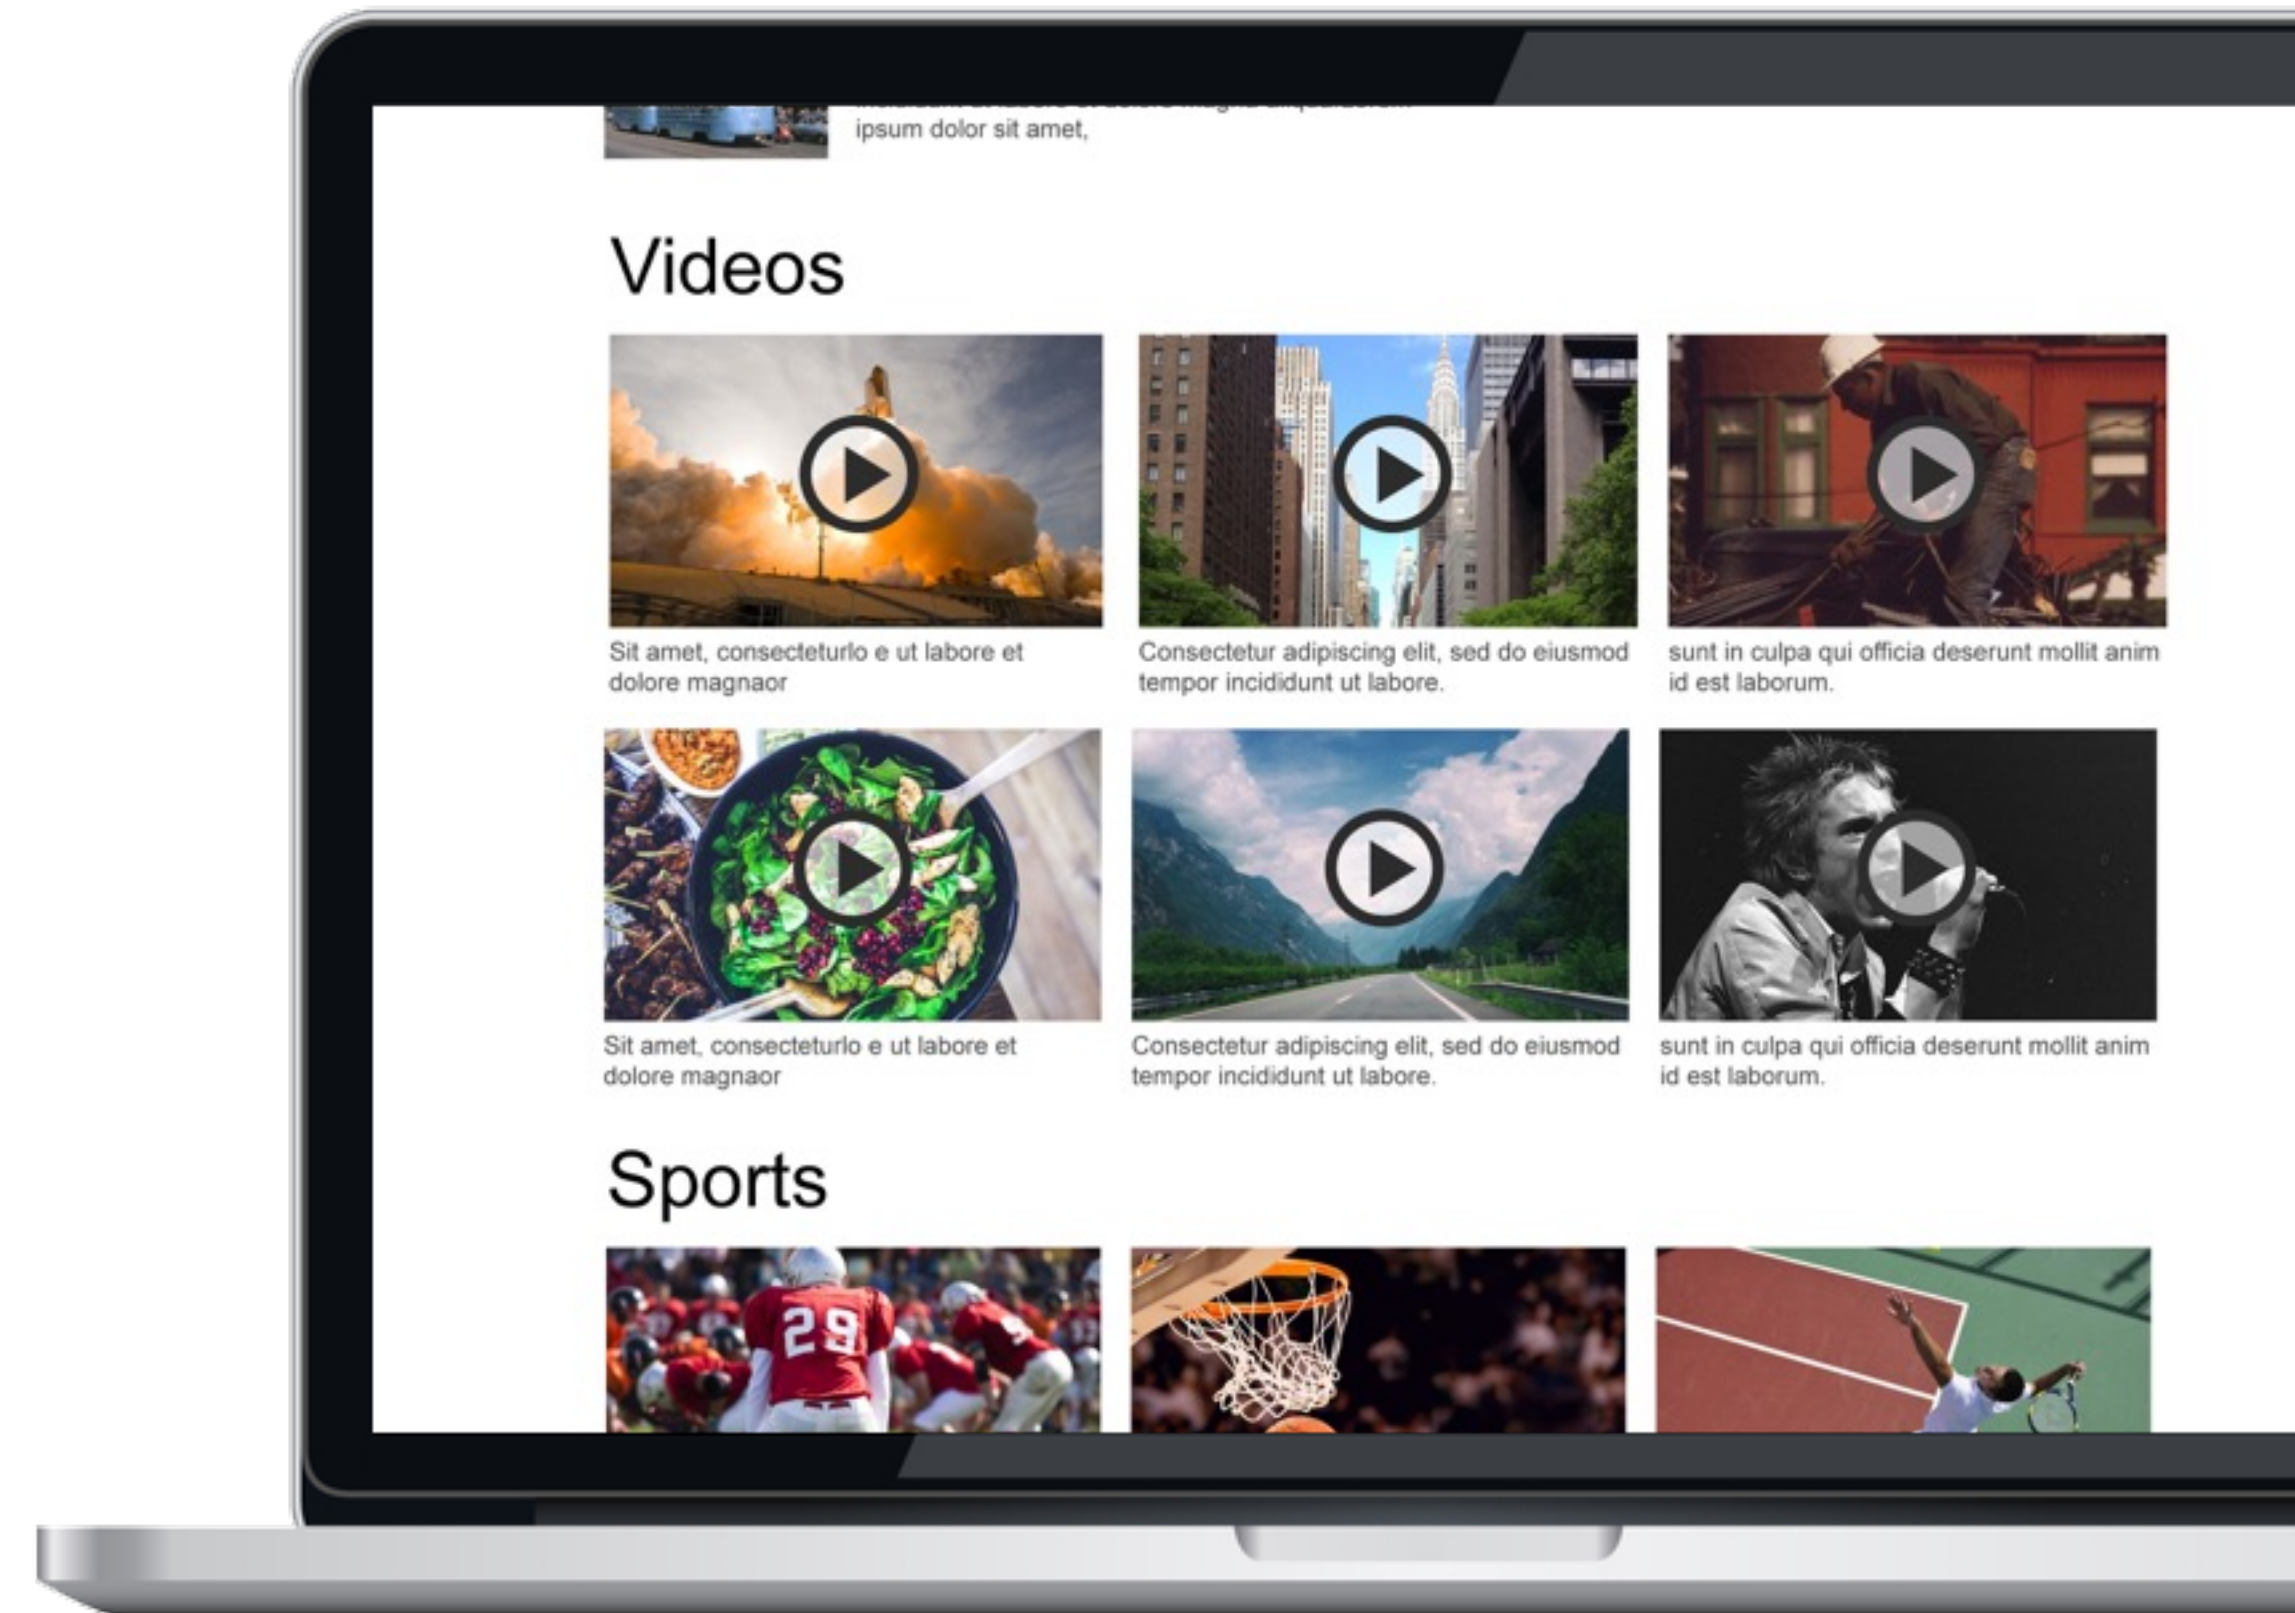 ipsum dolor sit amet,
Videos
Sit amet, consecteturlo e ut labore et
dolore magnaor
Consectetur adipiscing elit, sed do eiusmod
tempor incididunt ut labore.
sunt in culpa qui officia deserunt mollit anim
id est laborum.
Sit amet, consecteturlo e ut labore et
dolore magnaor
Consectetur adipiscing elit, sed do eiusmod
tempor incididunt ut labore.
sunt in culpa qui officia deserunt mollit anim
id est laborum.
Sports
29